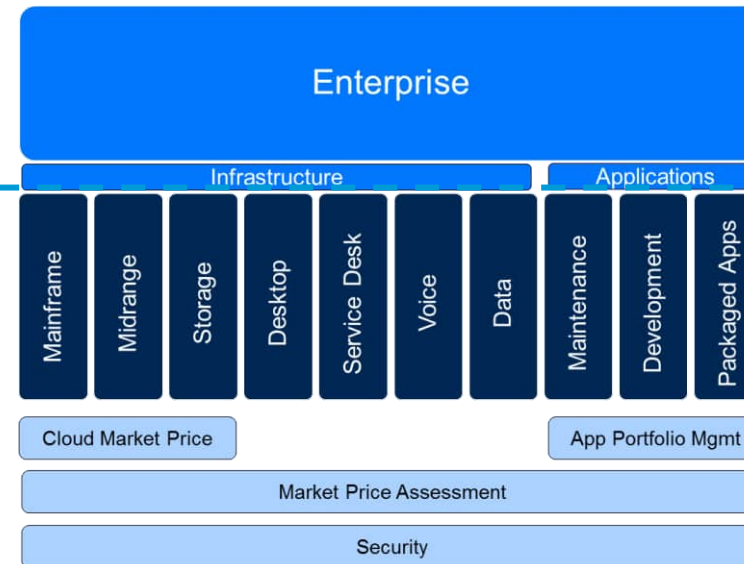 Enterprise
Infrastructure
Applications
Mainframe
Midrange
Storage
Desktop
Service Desk
Voice
Data
Maintenance
Development
Packaged Apps
Cloud Market Price
App Portfolio Mgmt
Market Price Assessment
Security